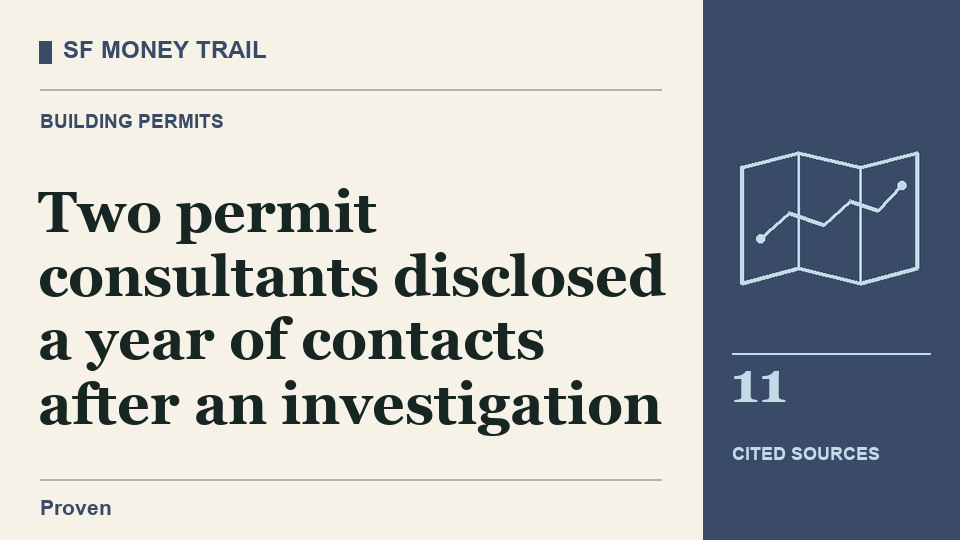 SF MONEY TRAIL
BUILDING PERMITS
Two permit
consultants disclosed
a year of contacts
after an investigation
Proven
11
CITED SOURCES